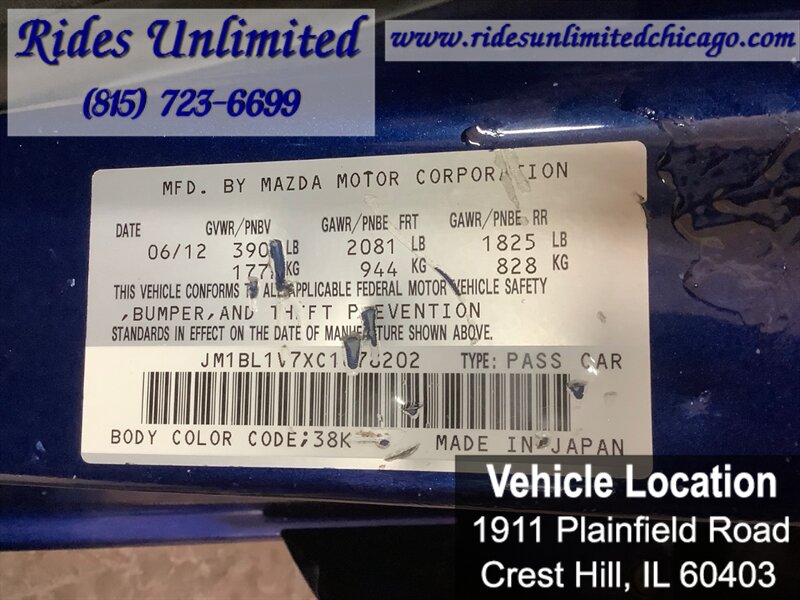 Rides Unlimited
(815) 723-6699
www.ridesunlimitedchicago.com
MFD. BY MAZDA MOTOR CORPORATION
DATE GVWR/PNBV GAWR/PNBE FRT GAWR/PNBE RR
06/12 LB 2081 LB 1825 LB
KG 944 KG 828 KG
THIS VEHICLE CONFORMS TO ALL APPLICABLE FEDERAL MOTOR VEHICLE SAFETY
,BUMPER,AND THEFT PREVENTION
STANDARDS IN EFFECT ON THE DATE OF MANUFACTURE SHOWN ABOVE.
TYPE: PASS CAR
BODY COLOR CODE;38K
MADE IN JAPAN
Vehicle Location
1911 Plainfield Road
Crest Hill, IL 60403